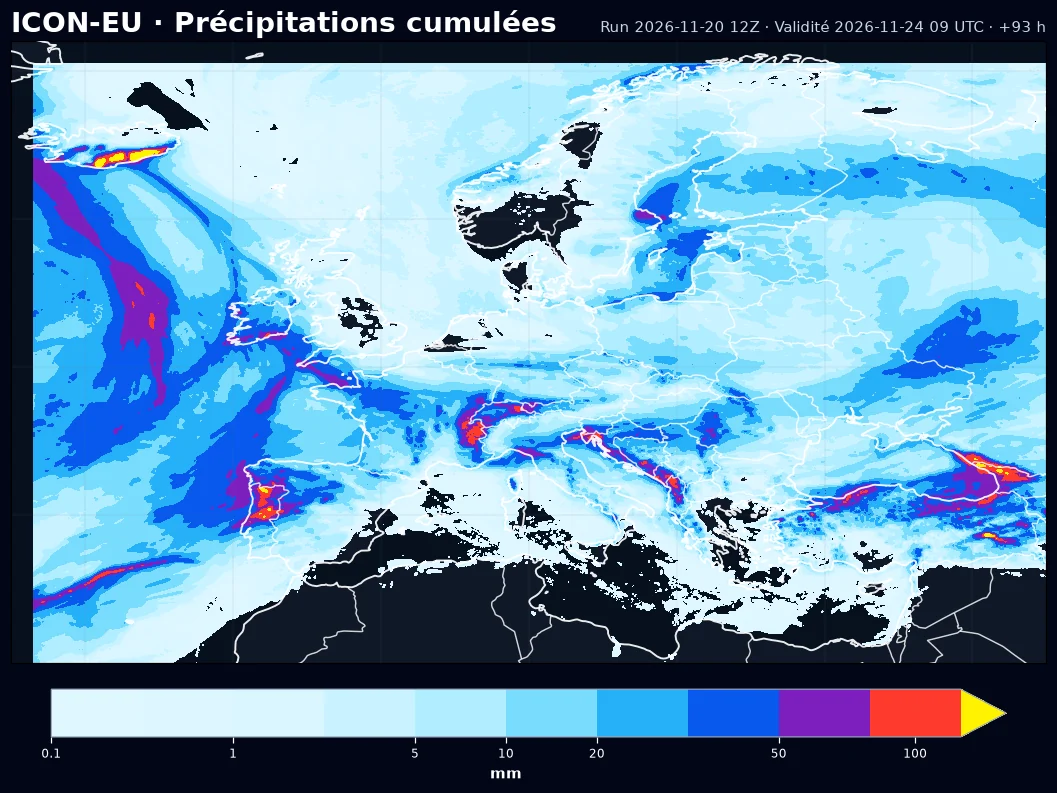 ICON-EU · Précipitations cumulées
Run 2026-11-20 12Z · Validité 2026-11-24 09 UTC · +93 h
0.1 1 5 10 20 50 100
mm